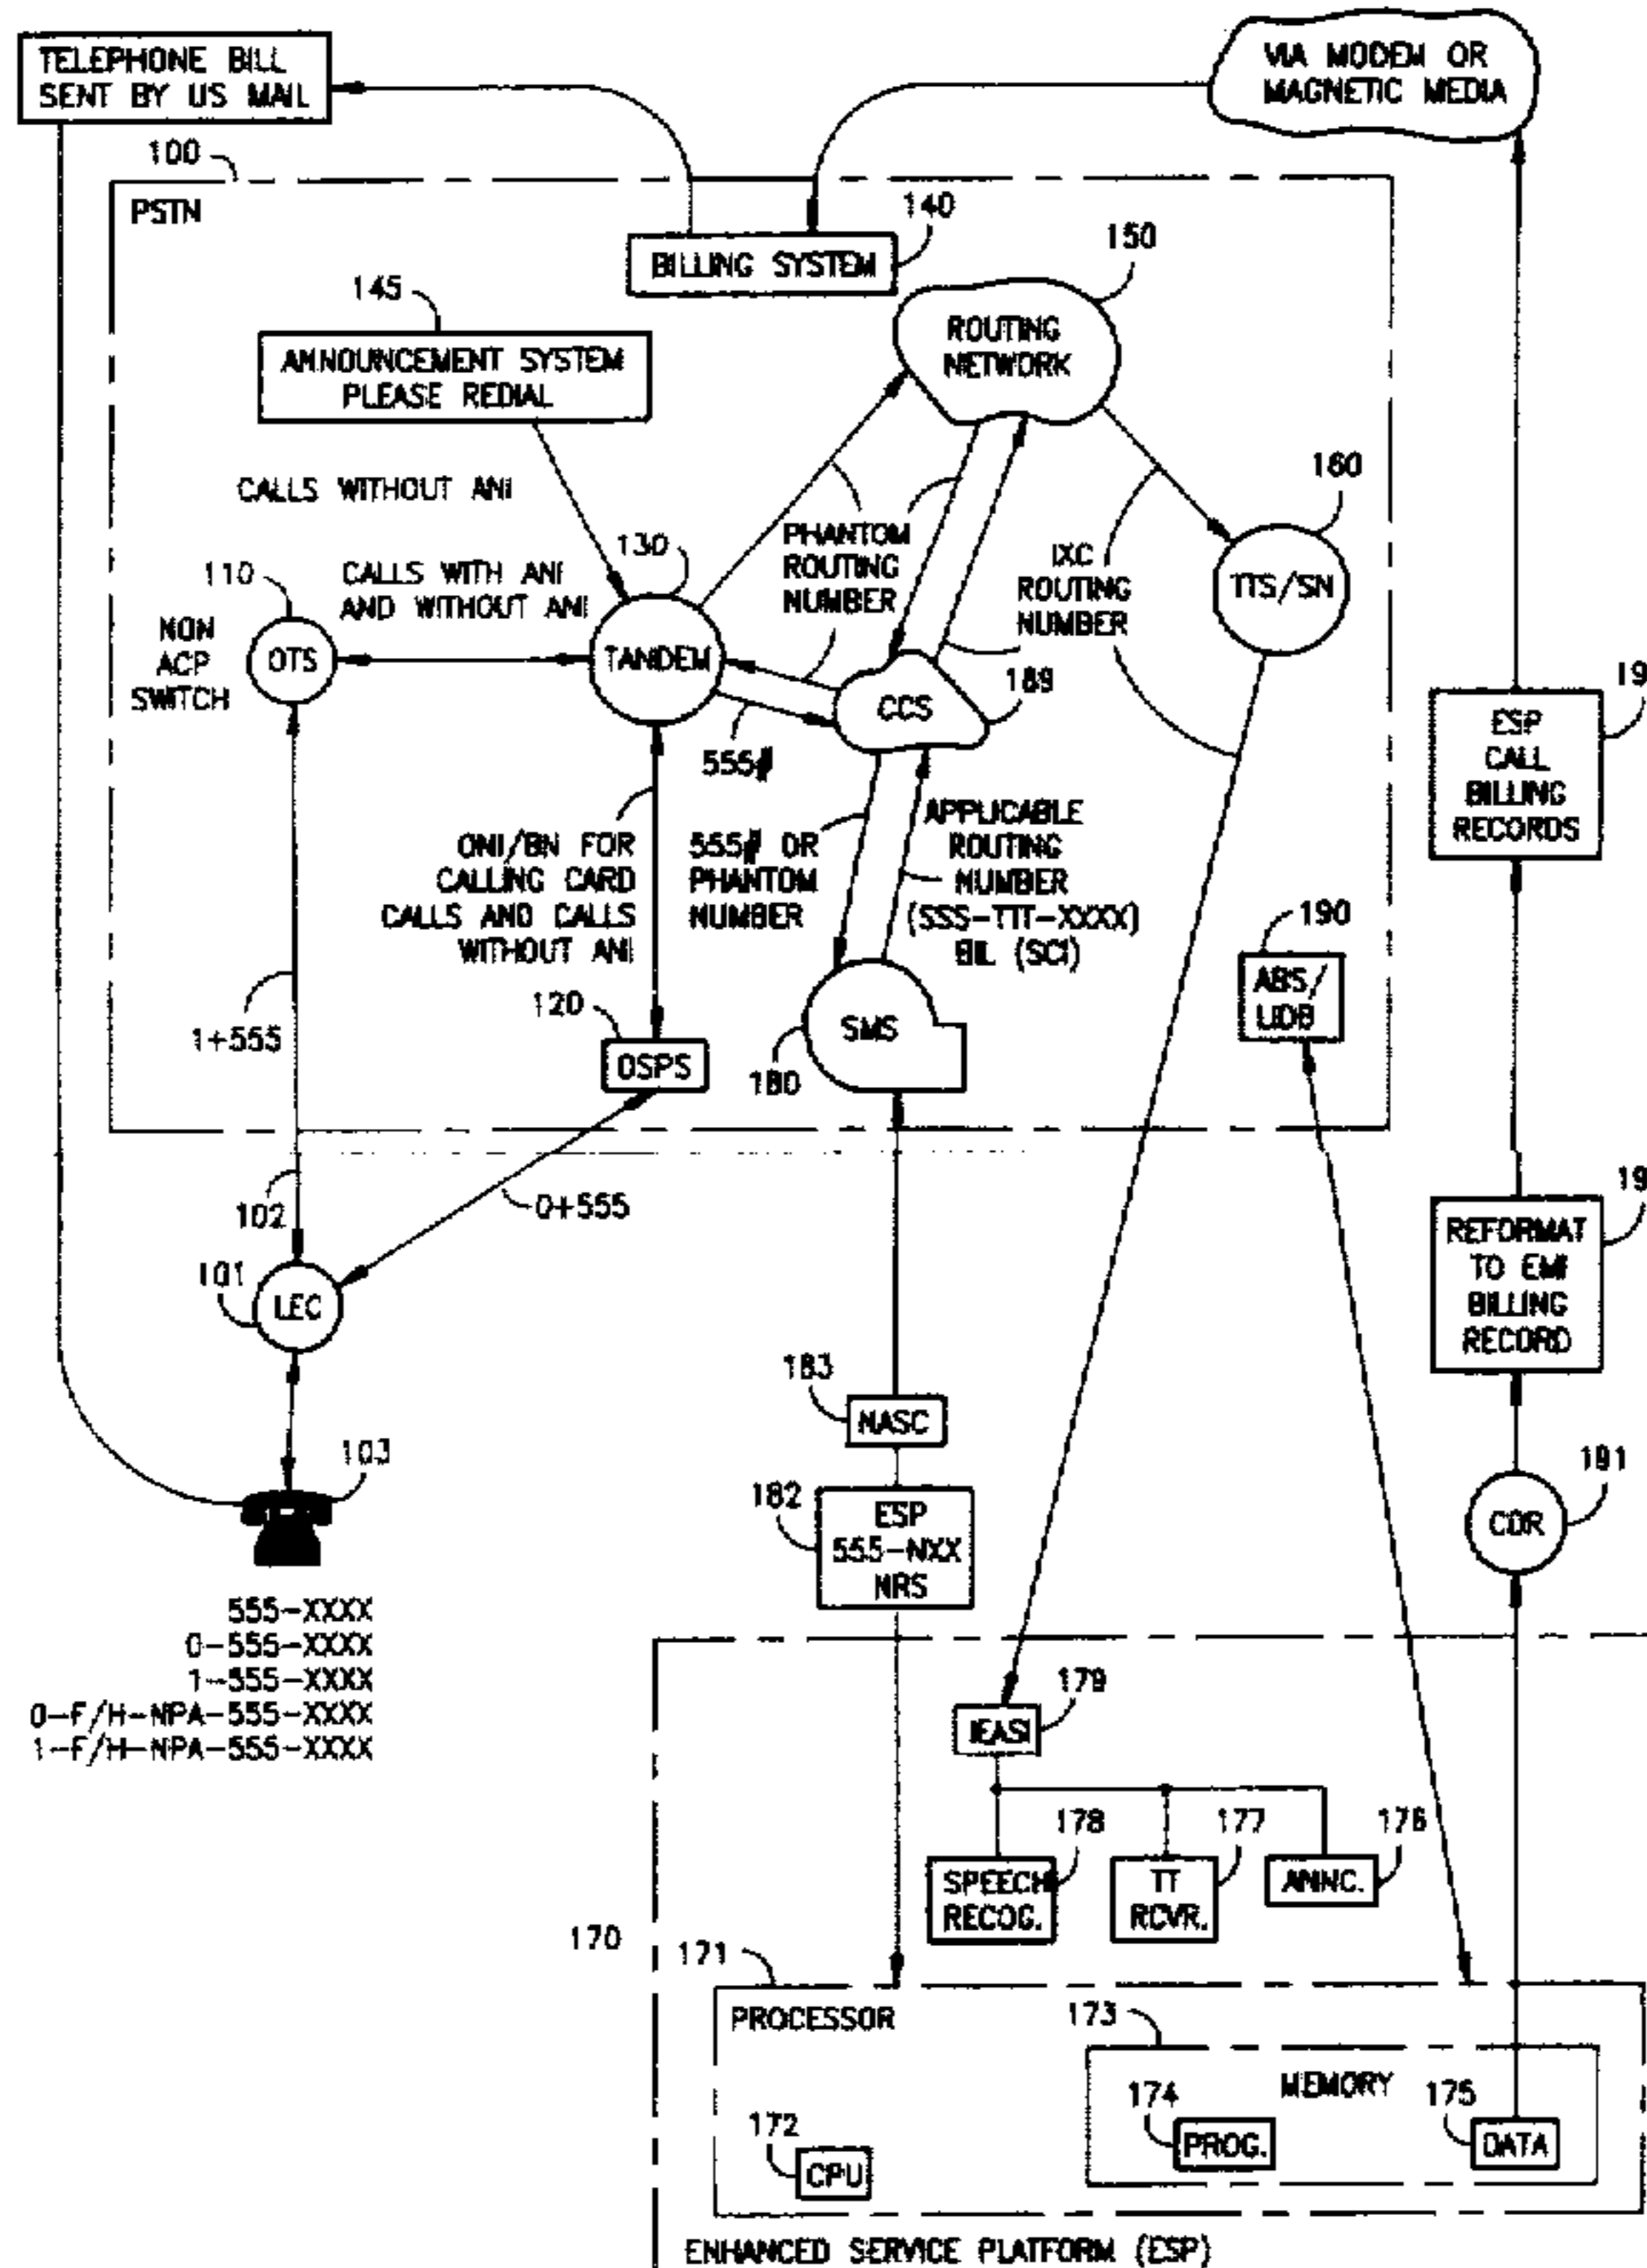 TELEPHONE BILL
SENT BY US MAIL
VIA MODEM OR
MAGNETIC MEDIA
100
PSTN
140
BILLING SYSTEM
150
ROUTING
NETWORK
145
ANNOUNCEMENT SYSTEM
PLEASE REDIAL
CALLS WITHOUT ANI
160
TTS/SN
130
PHANTOM
ROUTING
NUMBER
IXC
ROUTING
NUMBER
110
CALLS WITH ANI
AND WITHOUT ANI
NON
ACP
SWITCH
OTS
TANDEM
CCS
189
555#
19
ESP
CALL
BILLING
RECORDS
ONI/BN FOR
CALLING CARD
CALLS AND CALLS
WITHOUT ANI
555# OR
PHANTOM
NUMBER
APPLICABLE
ROUTING
NUMBER
(SSS-TTT-XXXX)
BIL (SCI)
190
ABS/
LIDB
1+555
120
OSPS
SMS
180
102
0+555
101
LEC
19
REFORMAT
TO EMI
BILLING
RECORD
183
NASC
103
182
ESP
555-NXX
NRS
191
CDR
555-XXXX
0-555-XXXX
1-555-XXXX
0-F/H-NPA-555-XXXX
1-F/H-NPA-555-XXXX
179
IEASI
178
177
176
SPEECH
RECOG.
TT
RCVR.
ANNC.
170
171
PROCESSOR
173
MEMORY
174
PROG.
175
DATA
172
CPU
ENHANCED SERVICE PLATFORM (ESP)